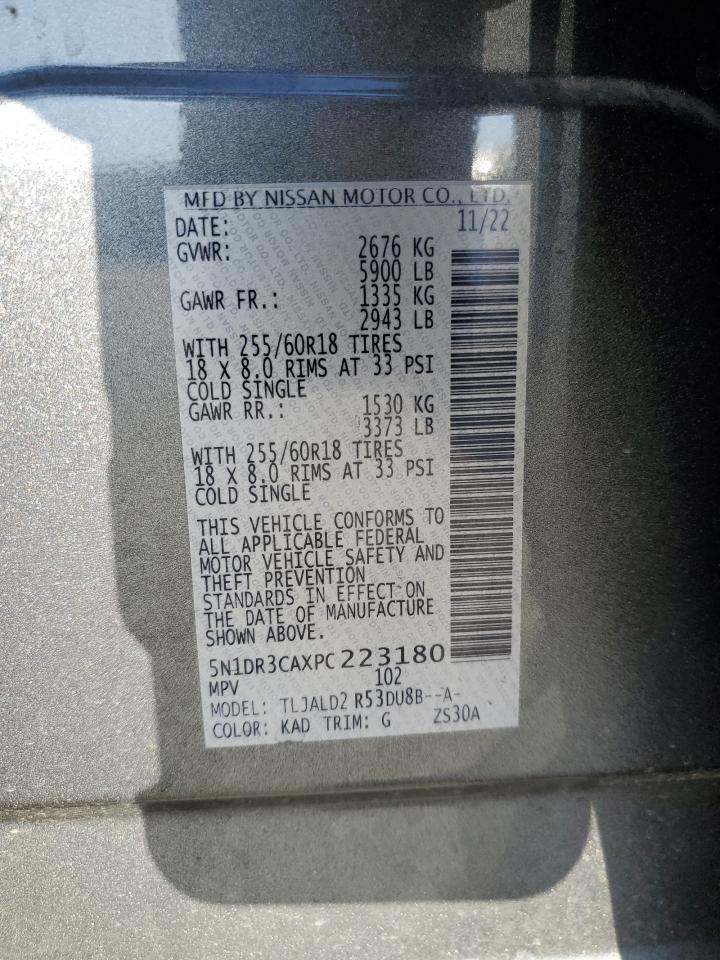 MFD BY NISSAN MOTOR CO., LTD.
DATE: 11/22
GVWR: 2676 KG
5900 LB
GAWR FR.: 1335 KG
2943 LB
WITH 255/60R18 TIRES
18 X 8.0 RIMS AT 33 PSI
COLD SINGLE
GAWR RR.: 1530 KG
3373 LB
WITH 255/60R18 TIRES
18 X 8.0 RIMS AT 33 PSI
COLD SINGLE
THIS VEHICLE CONFORMS TO
ALL APPLICABLE FEDERAL
MOTOR VEHICLE SAFETY AND
THEFT PREVENTION
STANDARDS IN EFFECT ON
THE DATE OF MANUFACTURE
SHOWN ABOVE.
5N1DR3CAXPC223180
MPV 102
MODEL: TLJALD2 R53DU8B--A-
COLOR: KAD TRIM: G ZS30A